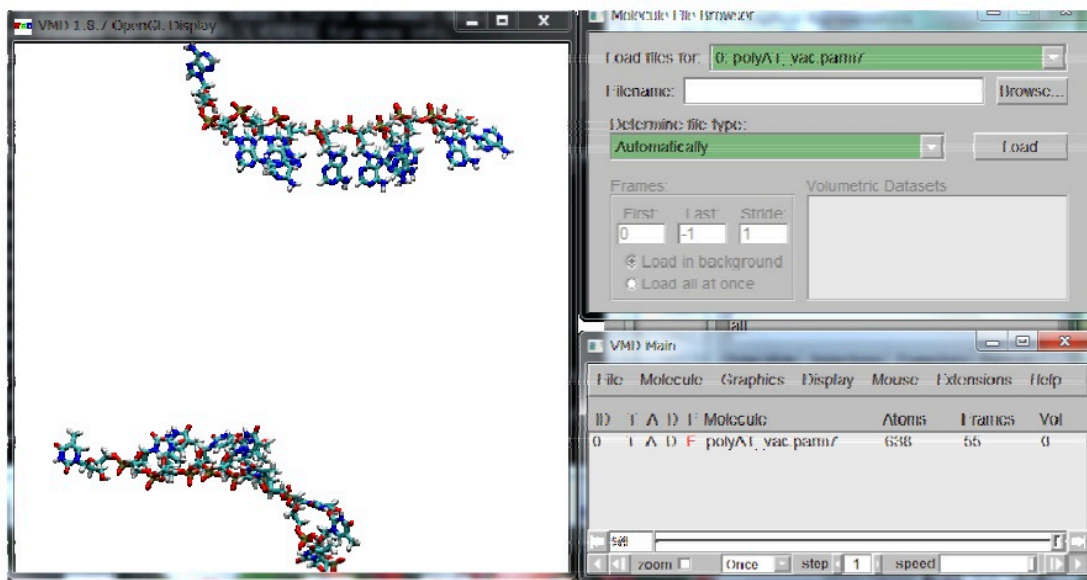 VMD 1.8.7 OpenGL Display
Molecule File Browser
Load files for: 0: polyAT_vac.parm7
Filename: Browse...
Determine file type:
Automatically Load
Frames: Volumetric Datasets
First: Last: Stride:
0 -1 1
Load in background
Load all at once
VMD Main
File Molecule Graphics Display Mouse Extensions Help
ID T A D F Molecule Atoms Frames Vol
0 T A D F polyAT_vac.parm7 638 55 0
zoom Once step 1 speed